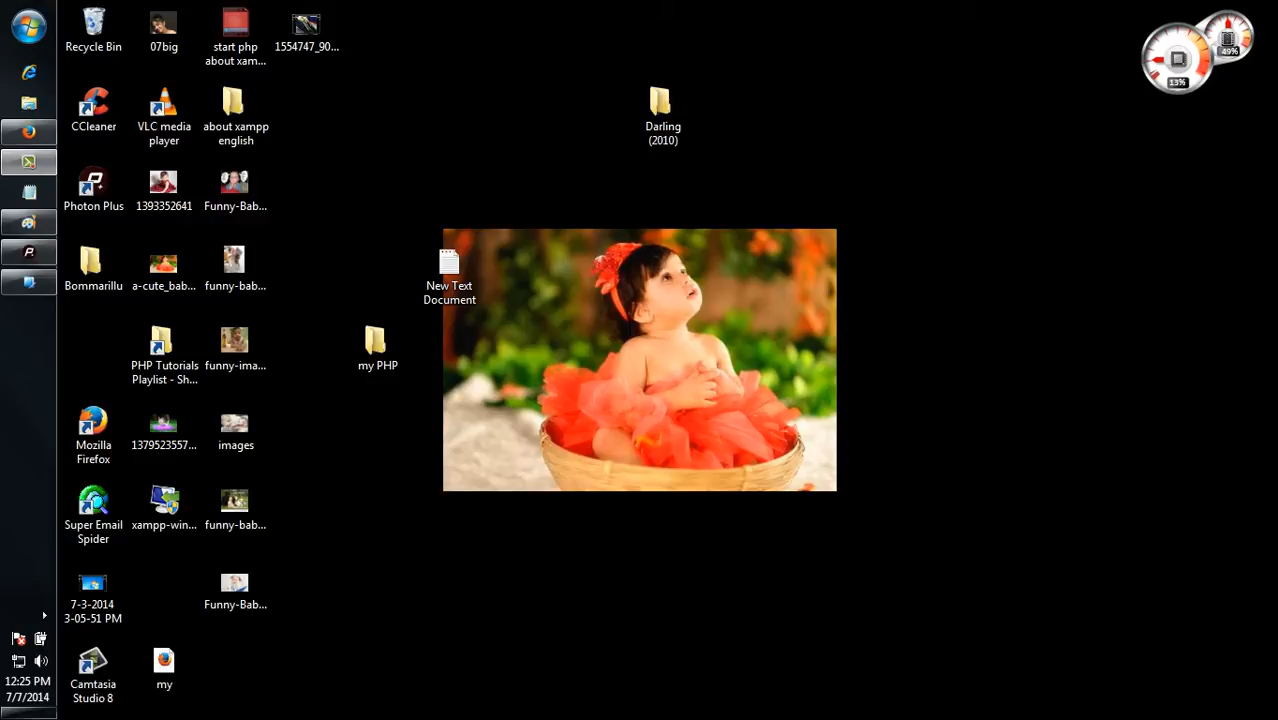 Recycle Bin
07big
start php
about xam...
1554747_90...
CCleaner
VLC media
player
about xampp
english
Darling
(2010)
Photon Plus
1393352641
Funny-Bab...
Bommarillu
a-cute_bab...
funny-bab...
New Text
Document
PHP Tutorials
Playlist - Sh...
funny-ima...
my PHP
Mozilla
Firefox
1379523557...
images
Super Email
Spider
xampp-win...
funny-bab...
7-3-2014
3-05-51 PM
Funny-Bab...
Camtasia
Studio 8
my
12:25 PM
7/7/2014
13%
49%